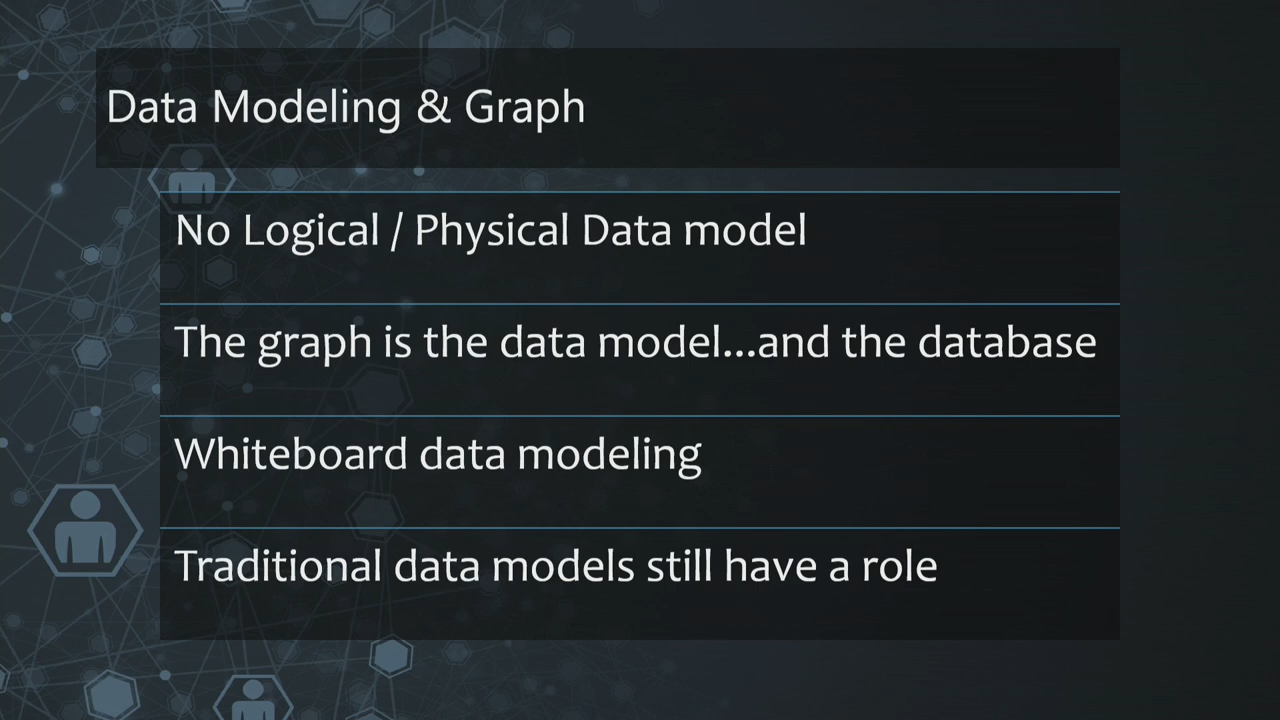 Data Modeling & Graph
No Logical / Physical Data model
The graph is the data model...and the database
Whiteboard data modeling
Traditional data models still have a role